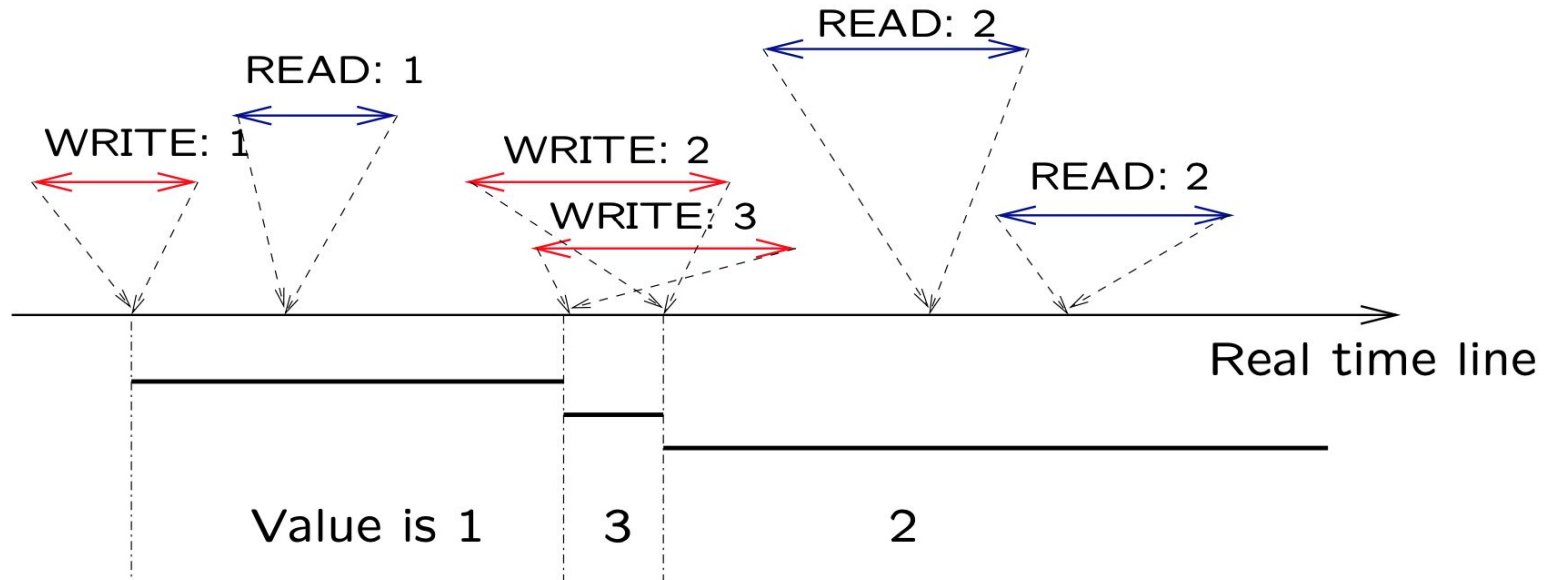 READ: 2
READ: 1
WRITE: 1
WRITE: 2
READ: 2
WRITE: 3
Real time line
Value is 1
3
2